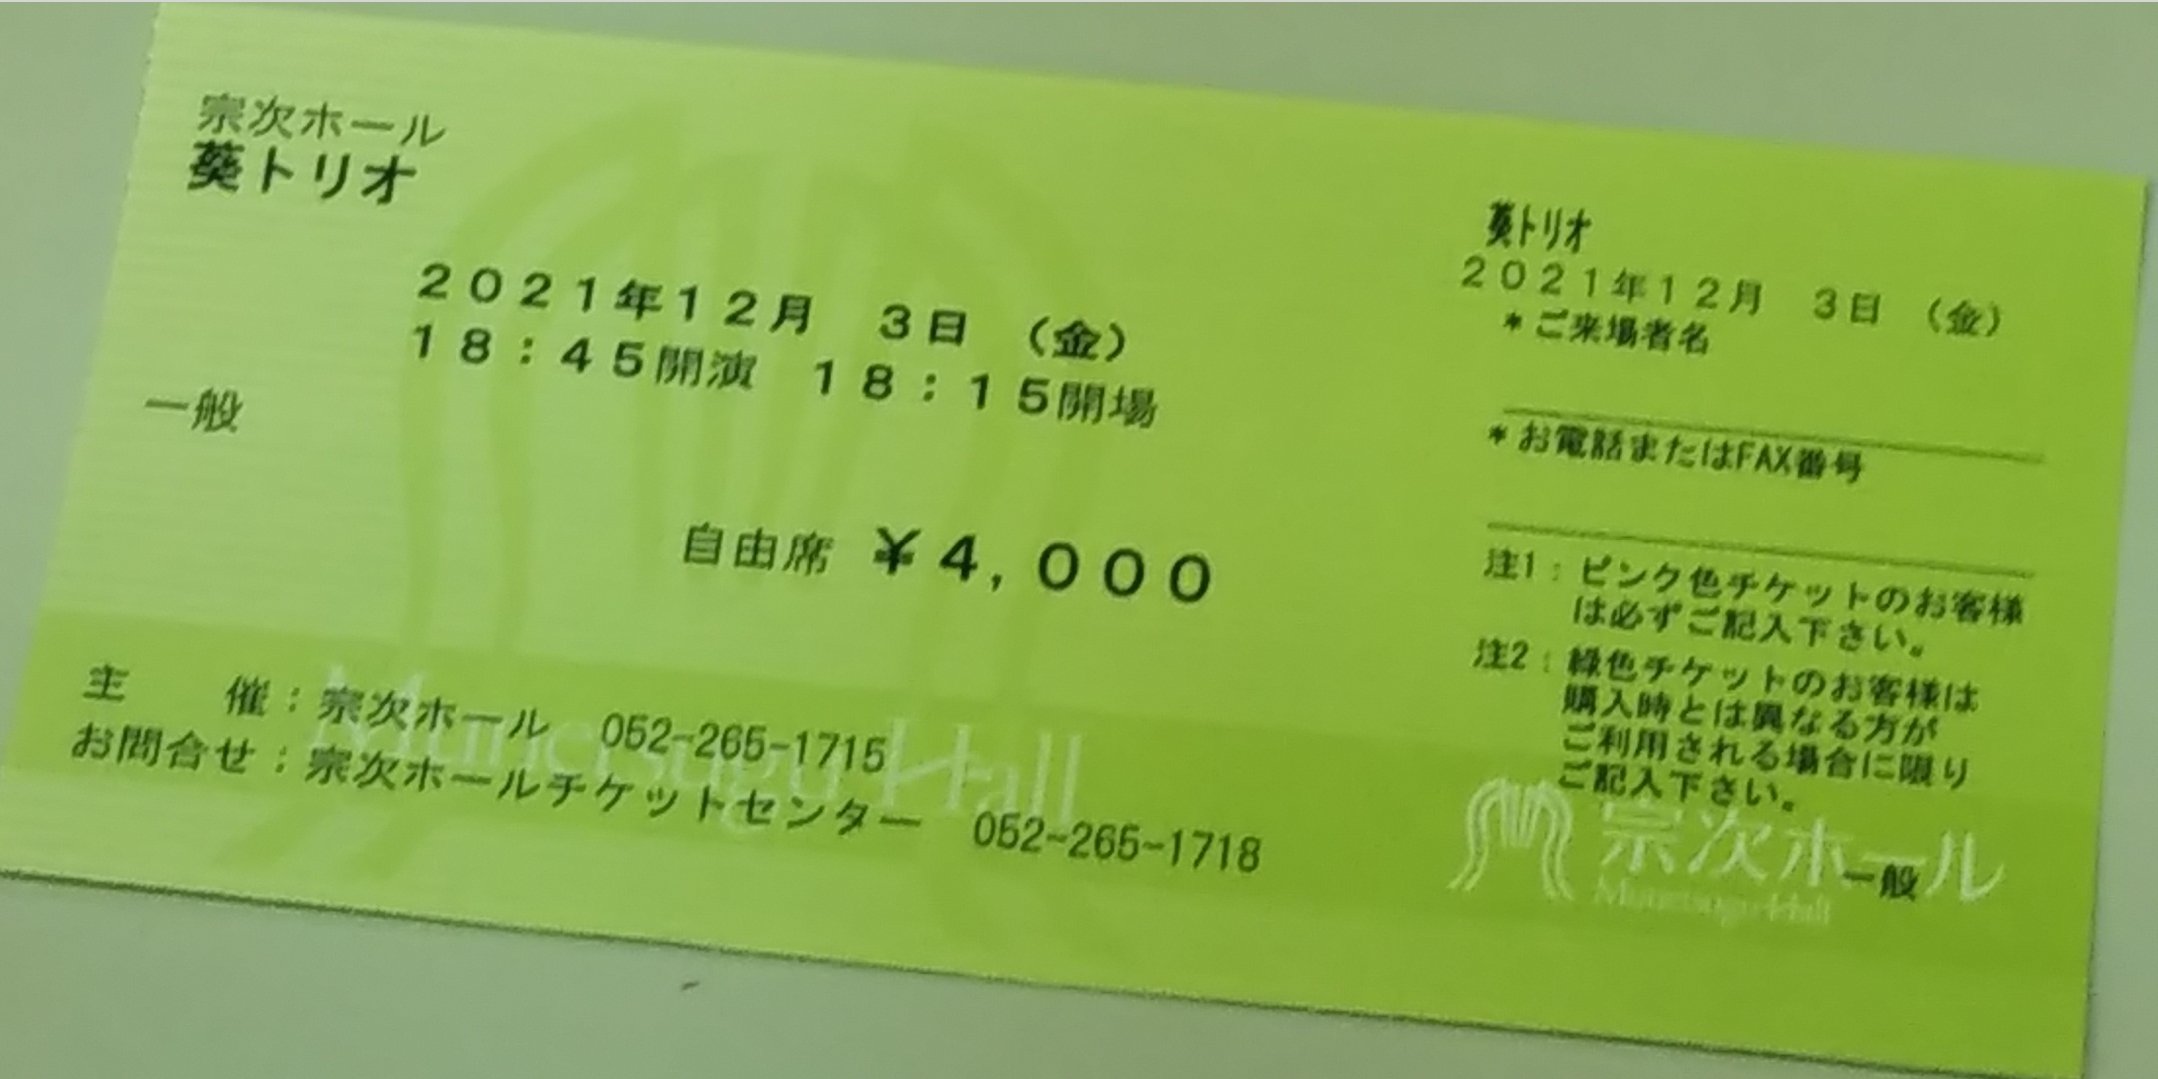 宗次ホール
葵トリオ
2021年12月 3日 (金)
18:45開演 18:15開場
一般
自由席 ¥4,000
主 催:宗次ホール 052-265-1715
お問合せ:宗次ホールチケットセンター 052-265-1718
Munetsugu Hall
葵トリオ
2021年12月 3日 (金)
*ご来場者名
*お電話またはFAX番号
注1:ピンク色チケットのお客様
は必ずご記入下さい。
注2:緑色チケットのお客様は
購入時とは異なる方が
ご利用される場合に限り
ご記入下さい。
宗次ホール
Munetsugu Hall
一般